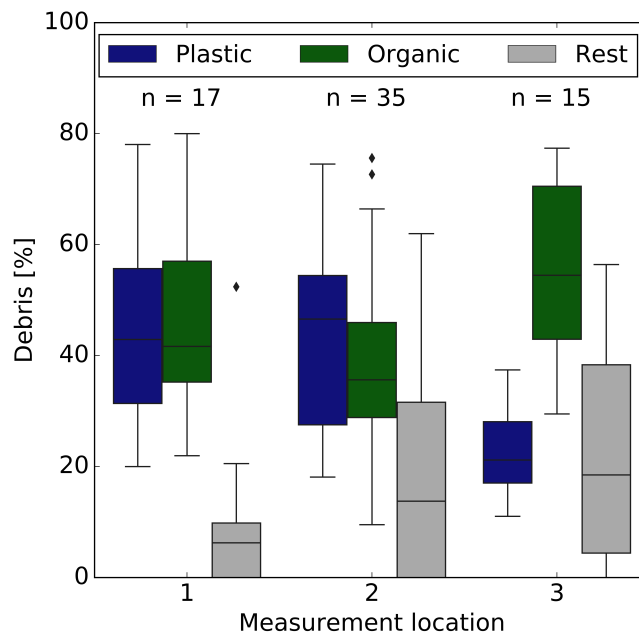 100
Plastic Organic Rest
n = 17 n = 35 n = 15
80
60
40
20
0
Debris [%]
1 2 3
Measurement location